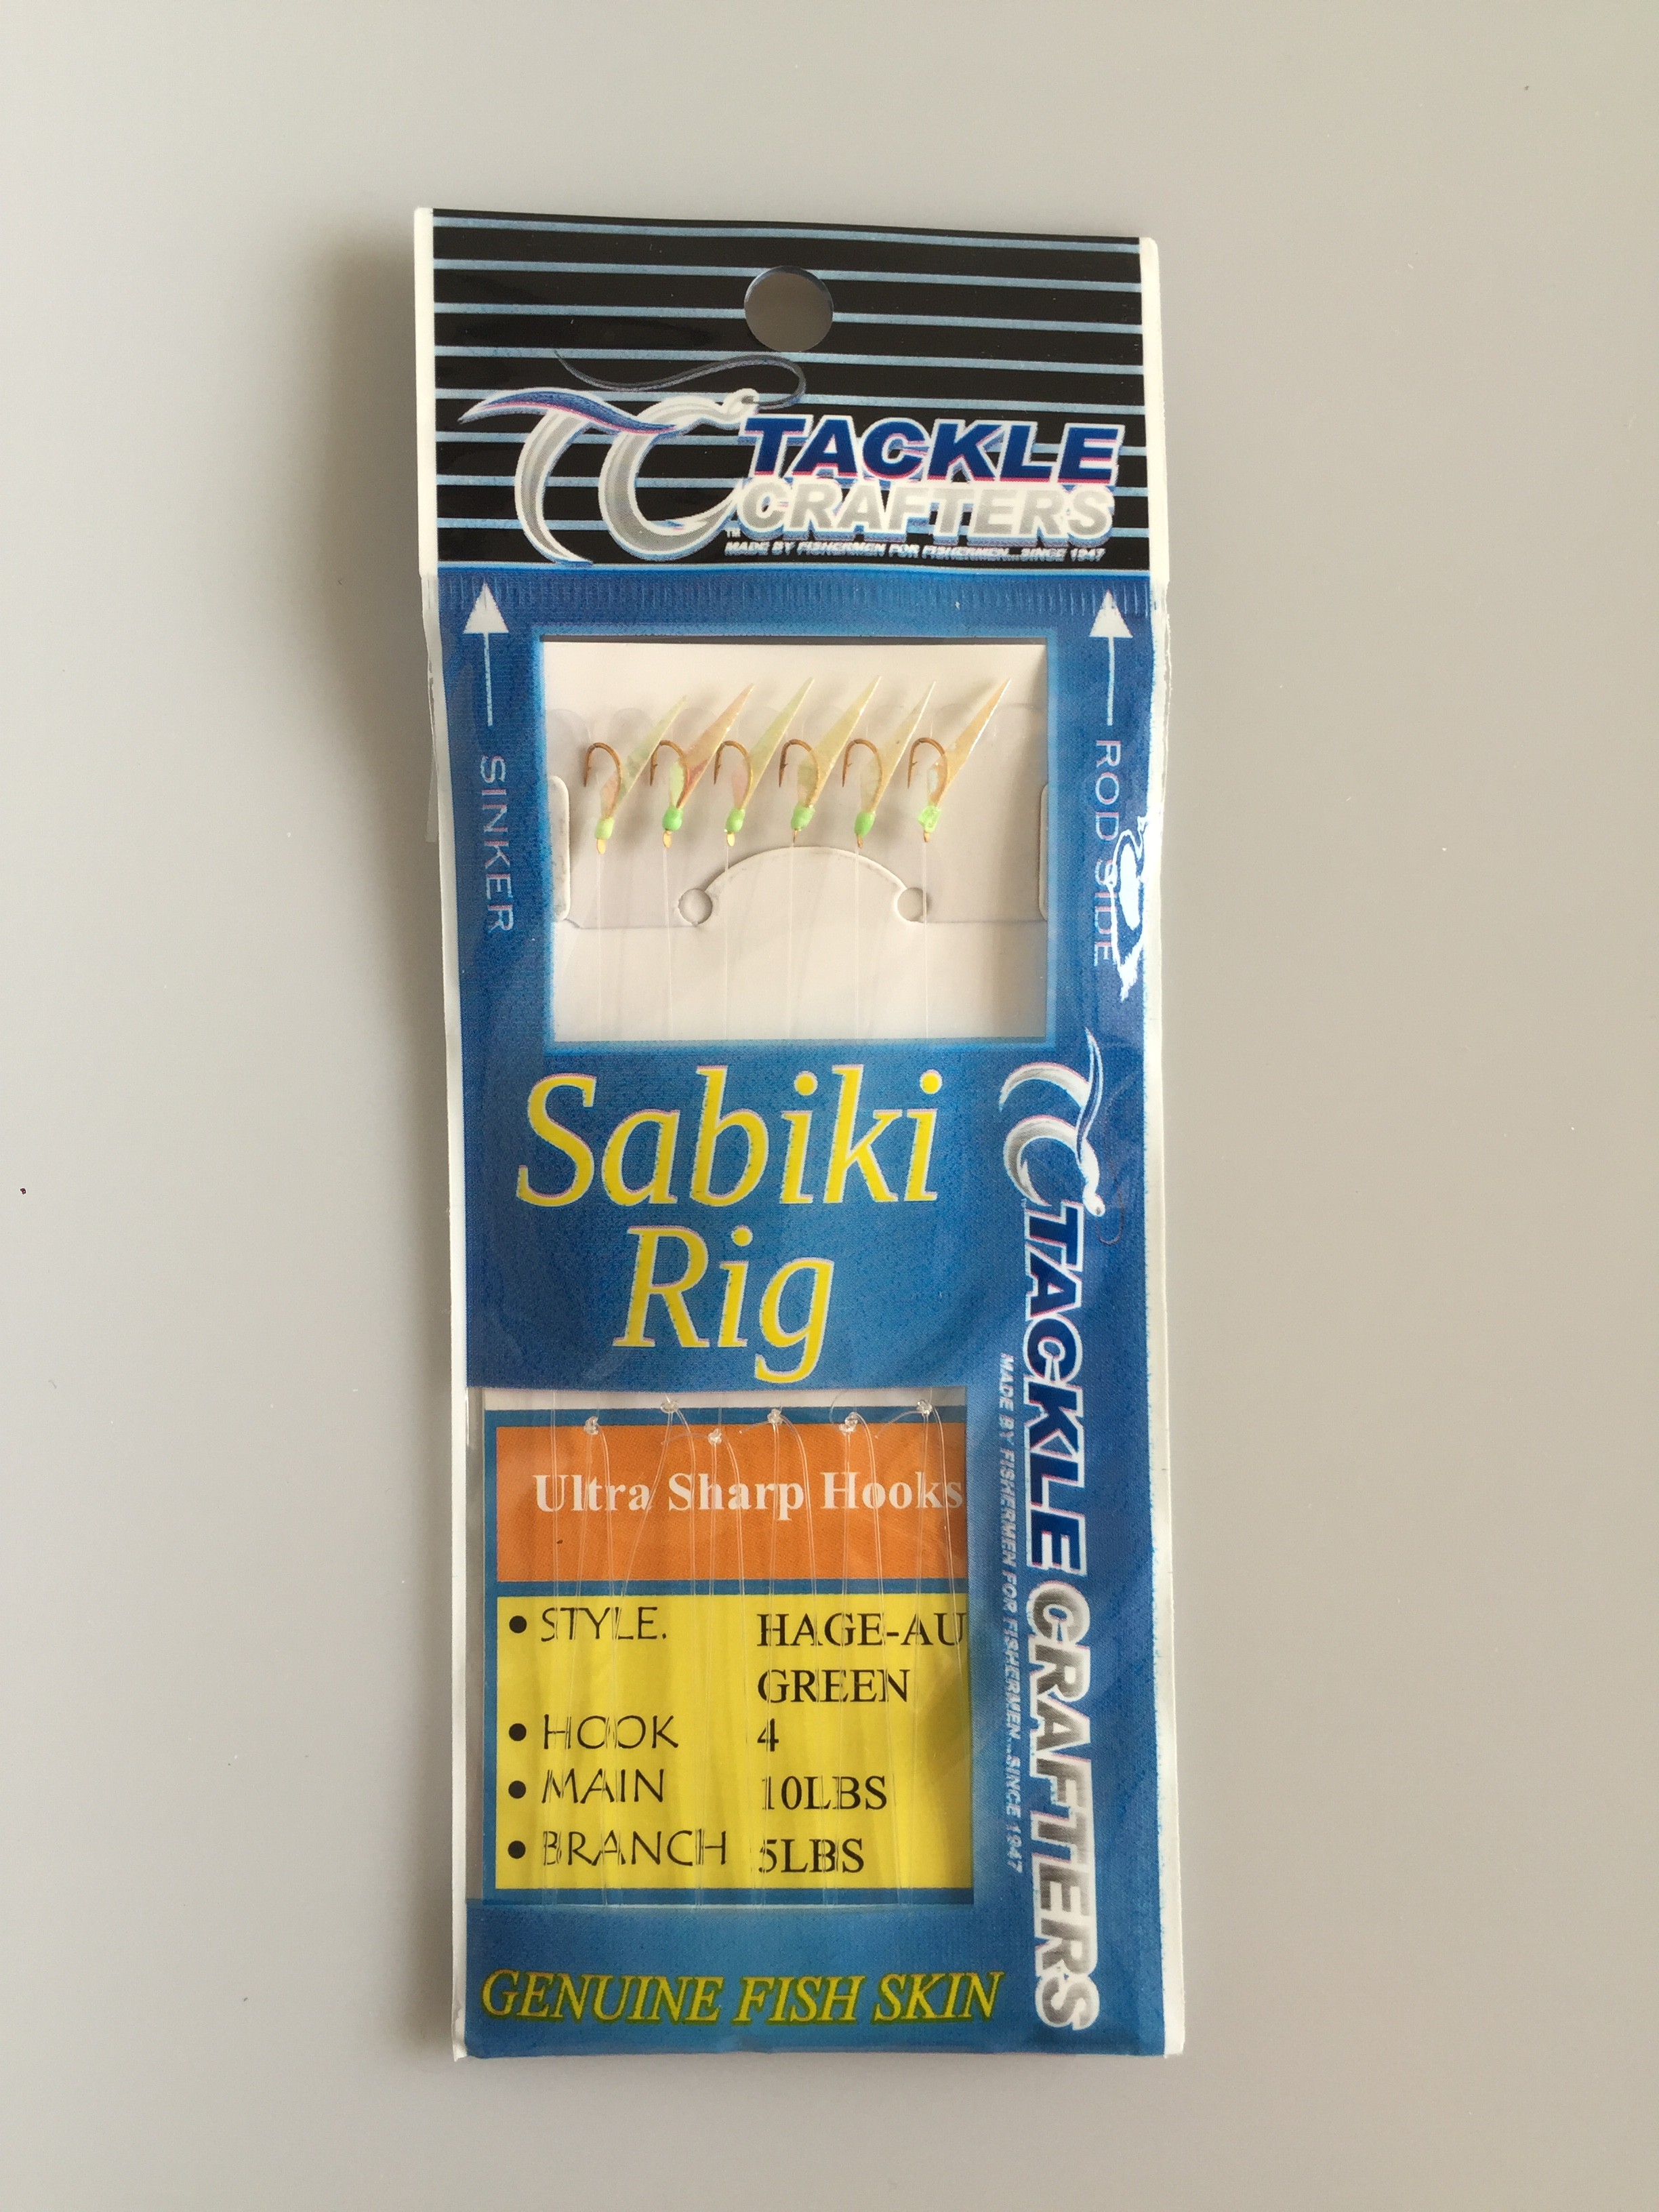 TACKLE
CRAFTERS
TM
MADE BY FISHERMEN FOR FISHERMEN...SINCE 1947
SINKER
ROD SIDE
Sabiki
Rig
TACKLE CRAFTERS
MADE BY FISHERMEN FOR FISHERMEN...SINCE 1947
Ultra Sharp Hooks
• STYLE. HAGE-AU
GREEN
• HOOK 4
• MAIN 10LBS
• BRANCH 5LBS
GENUINE FISH SKIN